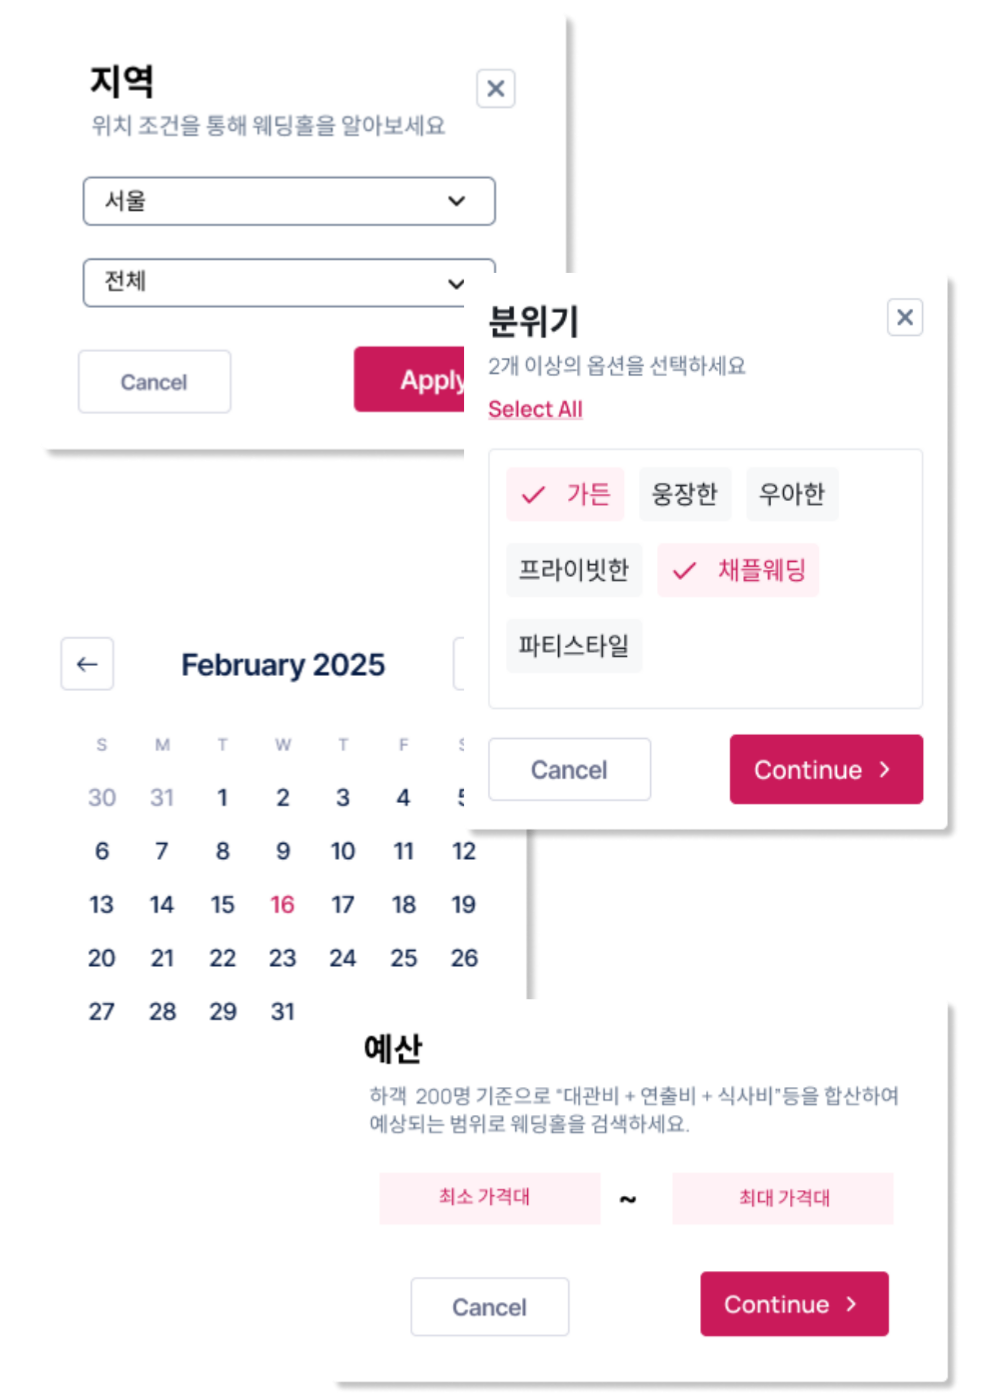 지역
위치 조건을 통해 웨딩홀을 알아보세요
서울
전체
Cancel
Apply
분위기
2개 이상의 옵션을 선택하세요
Select All
가든 웅장한 우아한
프라이빗한 채플웨딩
파티스타일
Cancel
Continue
February 2025
S M T W T F S
30 31 1 2 3 4 5
6 7 8 9 10 11 12
13 14 15 16 17 18 19
20 21 22 23 24 25 26
27 28 29 31
예산
하객 200명 기준으로 “대관비 + 연출비 + 식사비”등을 합산하여
예상되는 범위로 웨딩홀을 검색하세요.
최소 가격대 ~ 최대 가격대
Cancel
Continue